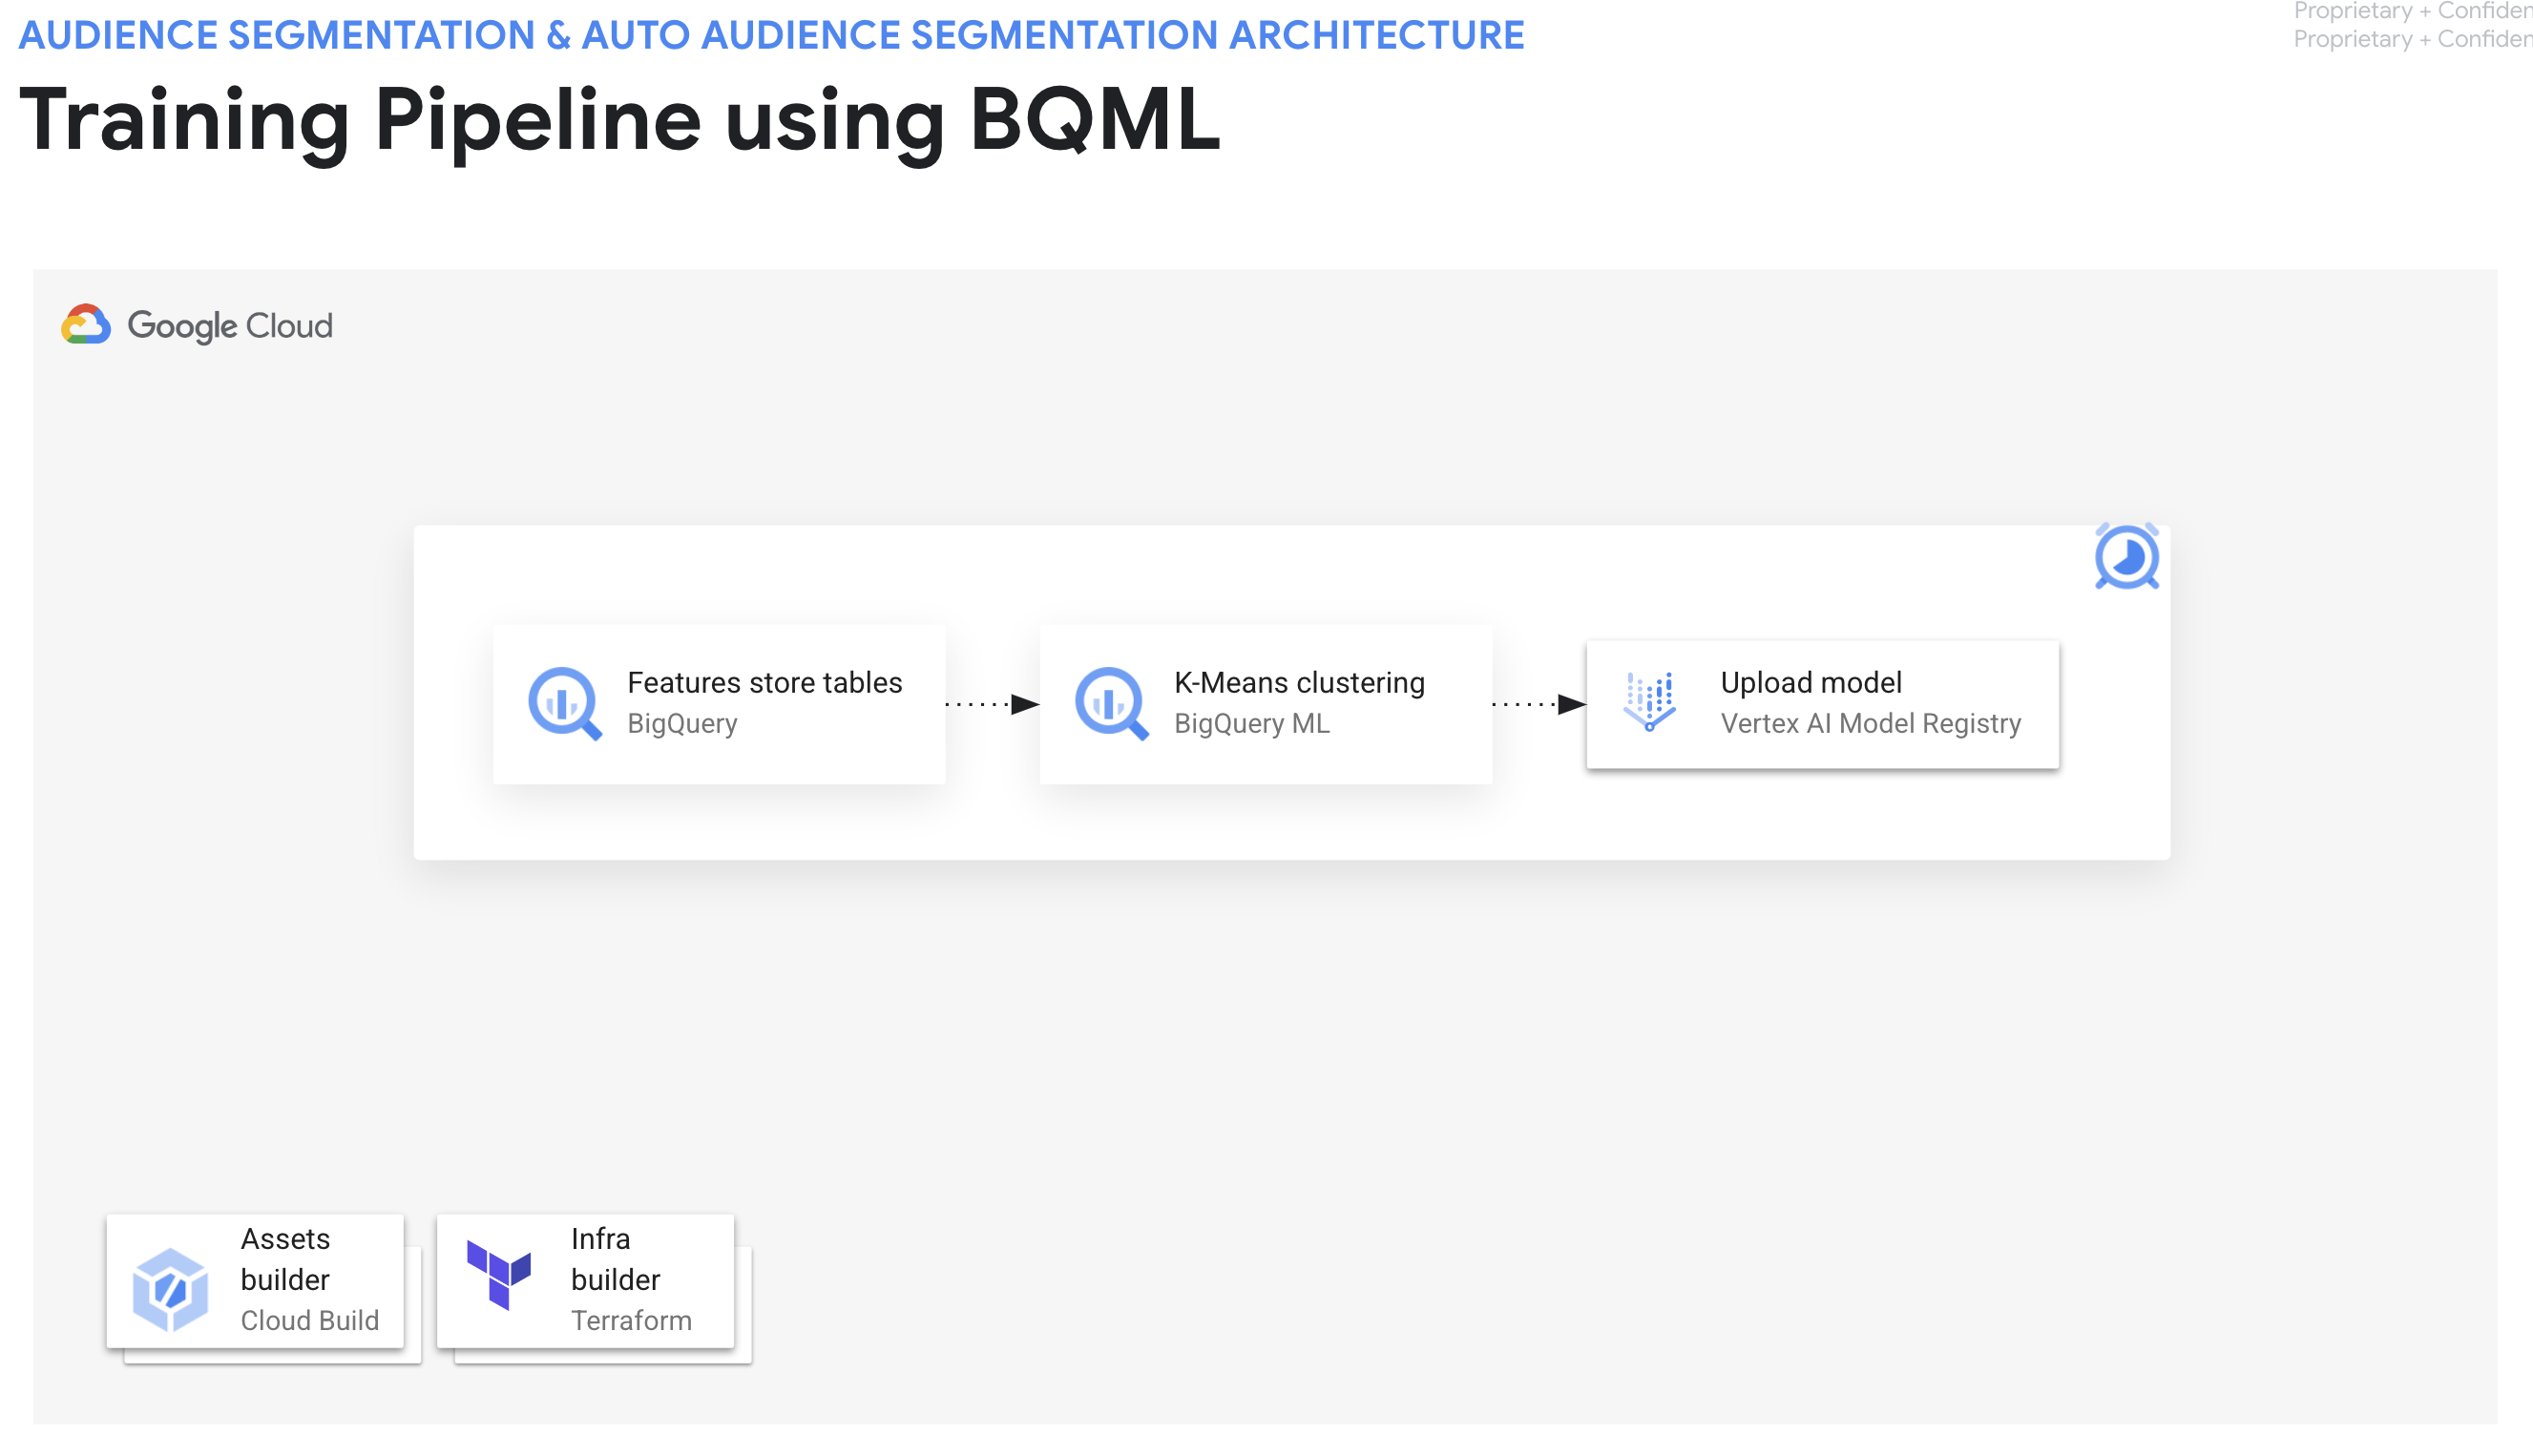 Proprietary + Confiden
Proprietary + Confiden
AUDIENCE SEGMENTATION & AUTO AUDIENCE SEGMENTATION ARCHITECTURE
Training Pipeline using BQML
Google Cloud
Features store tables
BigQuery
K-Means clustering
BigQuery ML
Upload model
Vertex AI Model Registry
Assets
builder
Cloud Build
Infra
builder
Terraform